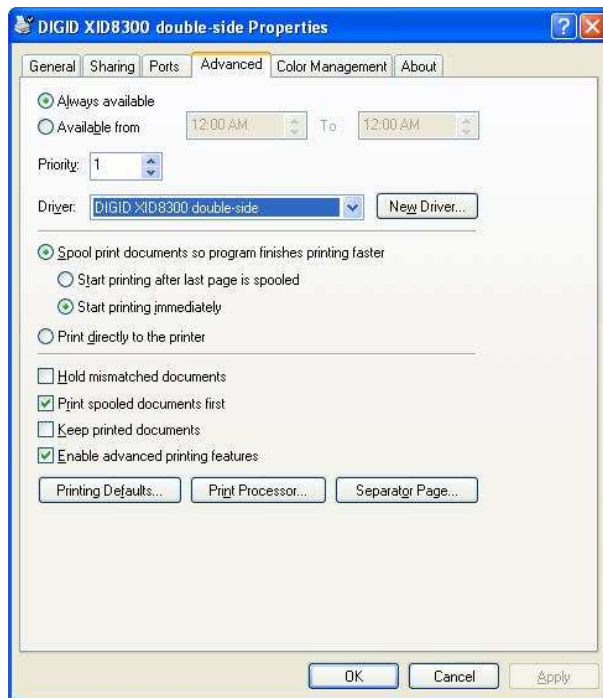 DIGID XID8300 double-side Properties
General Sharing Ports Advanced Color Management About
Always available
Available from 12:00 AM To 12:00 AM
Priority: 1
Driver: DIGID XID8300 double-side New Driver...
Spool print documents so program finishes printing faster
Start printing after last page is spooled
Start printing immediately
Print directly to the printer
Hold mismatched documents
Print spooled documents first
Keep printed documents
Enable advanced printing features
Printing Defaults... Print Processor... Separator Page...
OK Cancel Apply